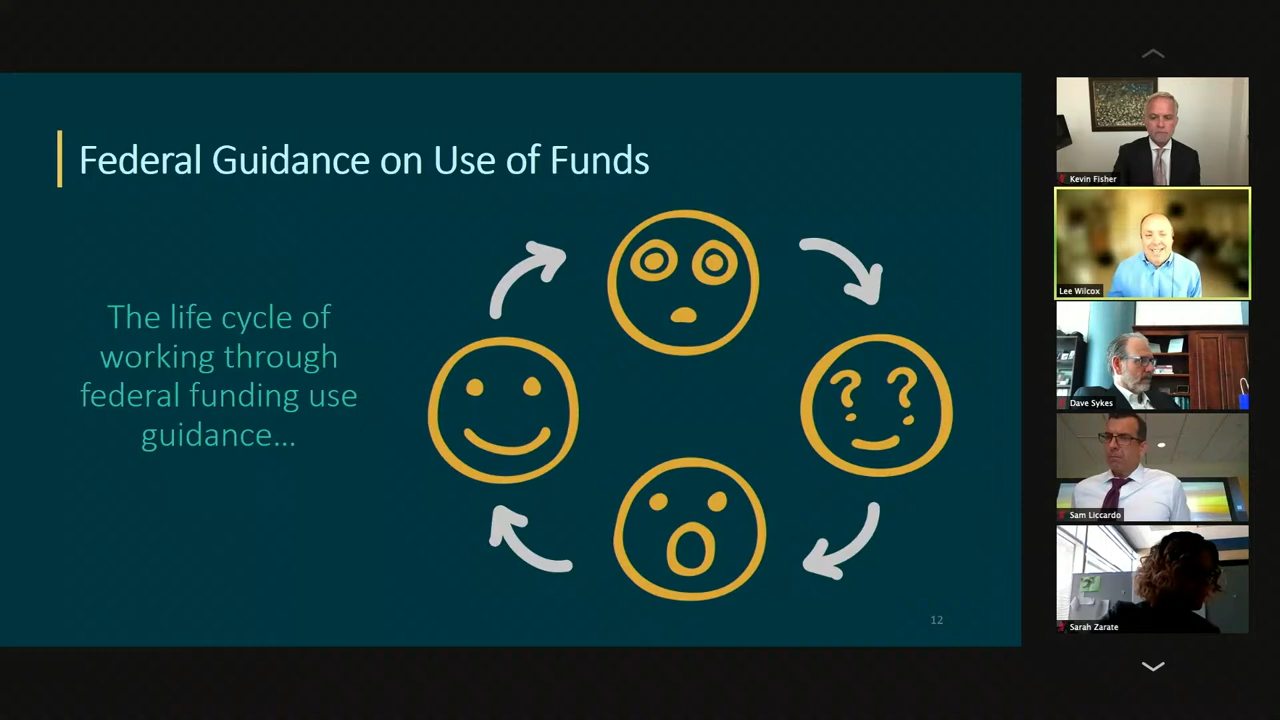 Federal Guidance on Use of Funds
The life cycle of
working through
federal funding use
guidance...
? ?
12
Kevin Fisher
Lee Wilcox
Dave Sykes
Sam Liccardo
Sarah Zarate